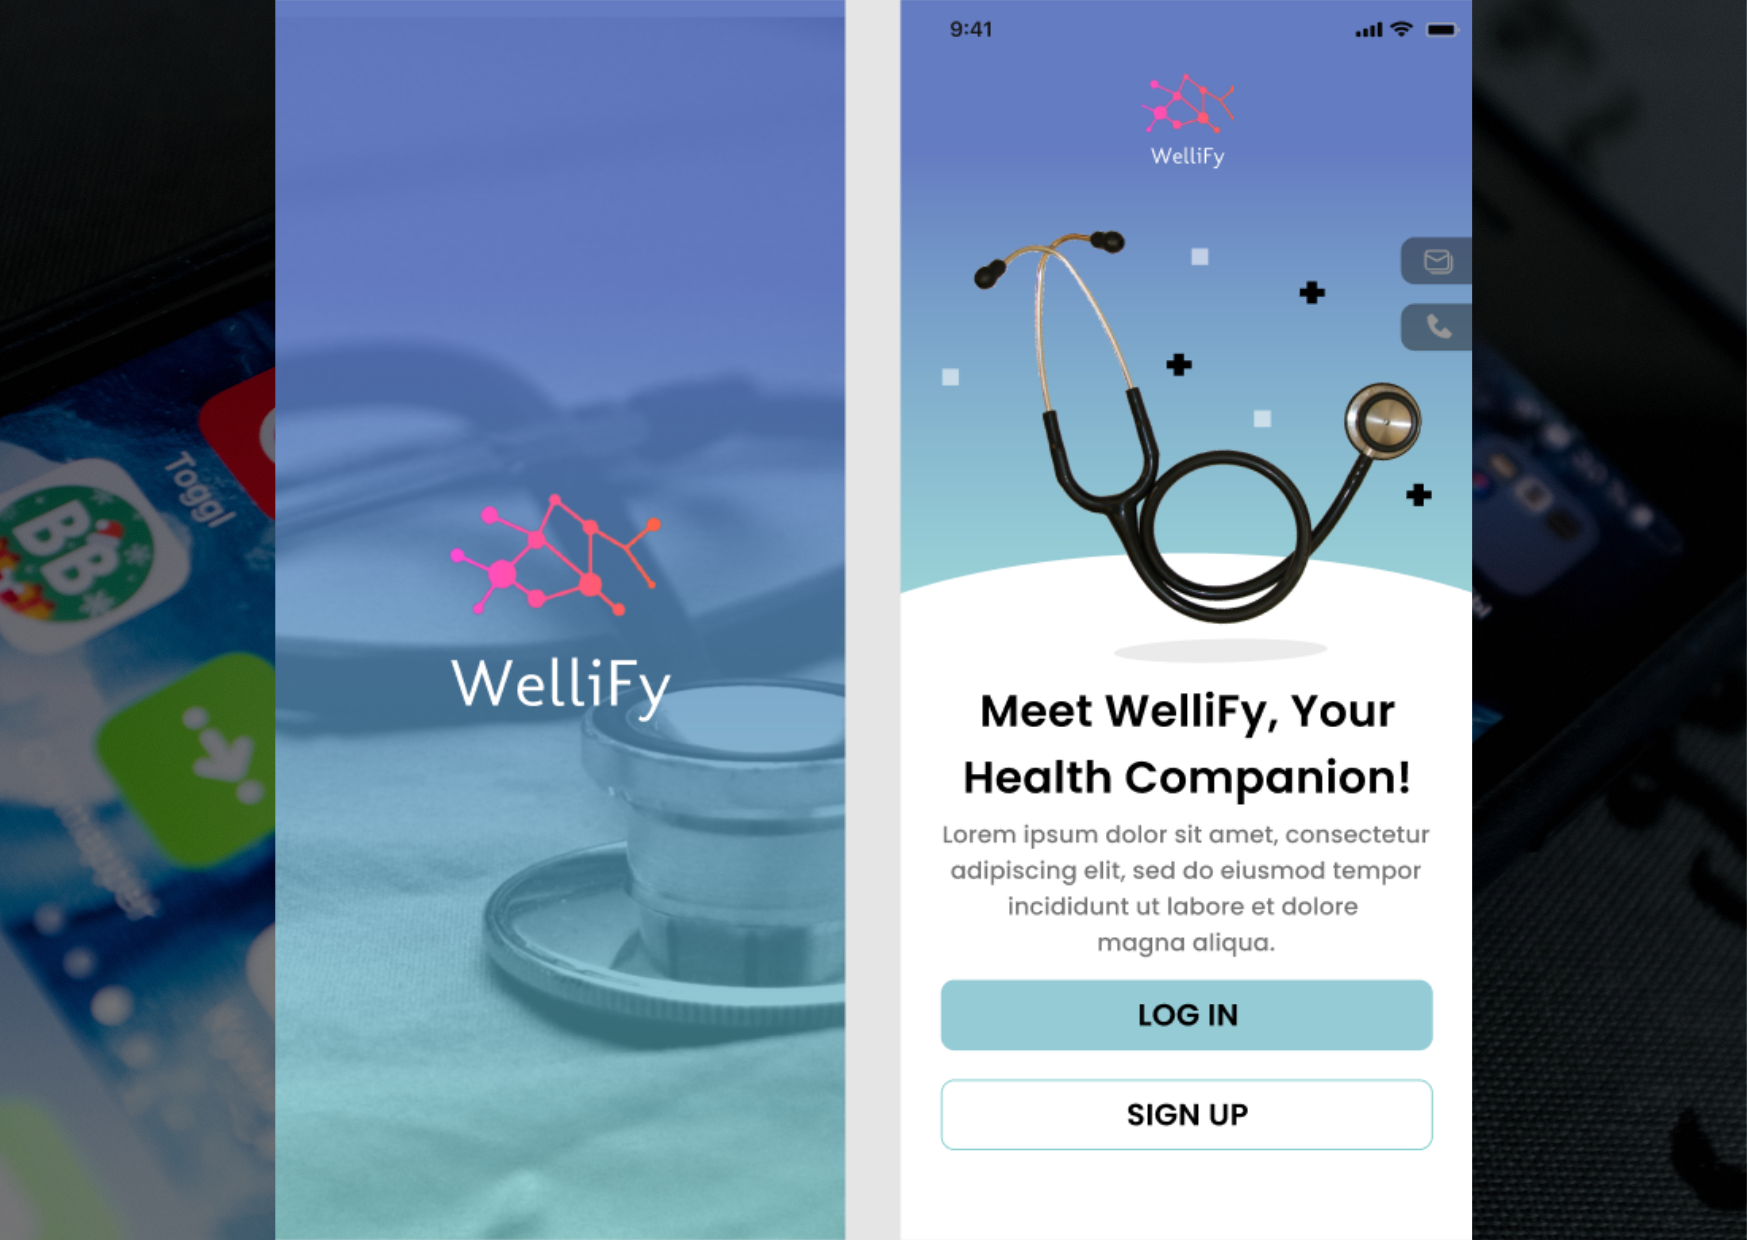 Toggl
BB
WelliFy
9:41
WelliFy
Meet WelliFy, Your
Health Companion!
Lorem ipsum dolor sit amet, consectetur
adipiscing elit, sed do eiusmod tempor
incididunt ut labore et dolore
magna aliqua.
LOG IN
SIGN UP